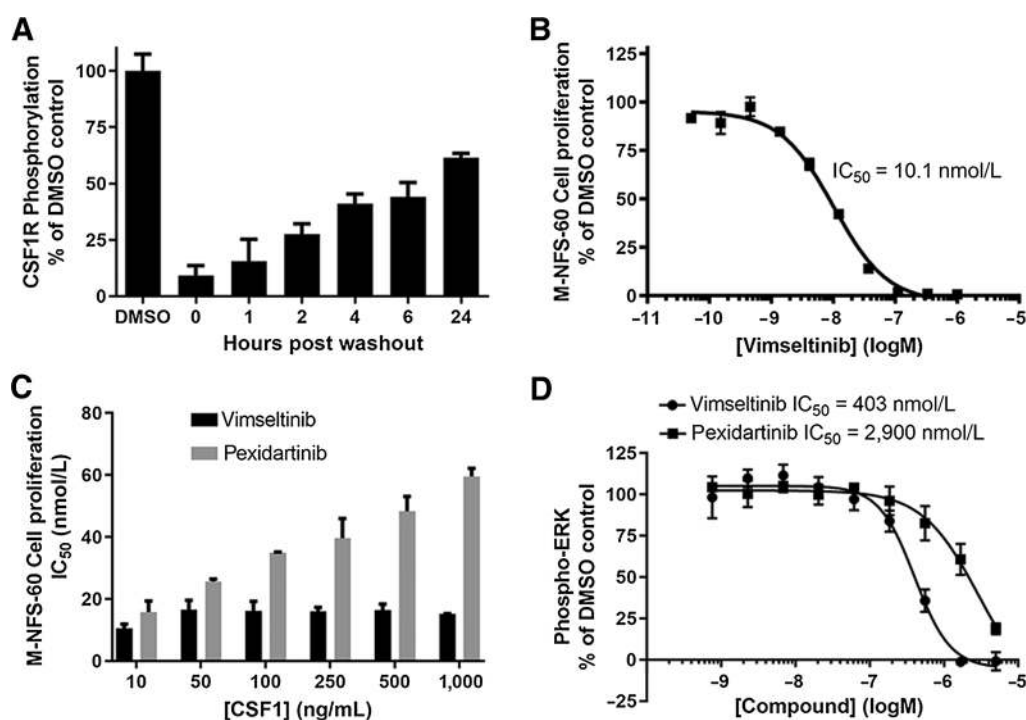 A
CSF1R Phosphorylation
% of DMSO control
100
75
50
25
0
DMSO 0 1 2 4 6 24
Hours post washout
B
M-NFS-60 Cell proliferation
% of DMSO control
125
100
75
50
25
0
IC50 = 10.1 nmol/L
–11 –10 –9 –8 –7 –6 –5
[Vimseltinib] (logM)
C
M-NFS-60 Cell proliferation
IC50 (nmol/L)
80
60
40
20
0
Vimseltinib
Pexidartinib
10 50 100 250 500 1,000
[CSF1] (ng/mL)
D
Vimseltinib IC50 = 403 nmol/L
Pexidartinib IC50 = 2,900 nmol/L
Phospho-ERK
% of DMSO control
125
100
75
50
25
0
–25
–9 –8 –7 –6 –5
[Compound] (logM)